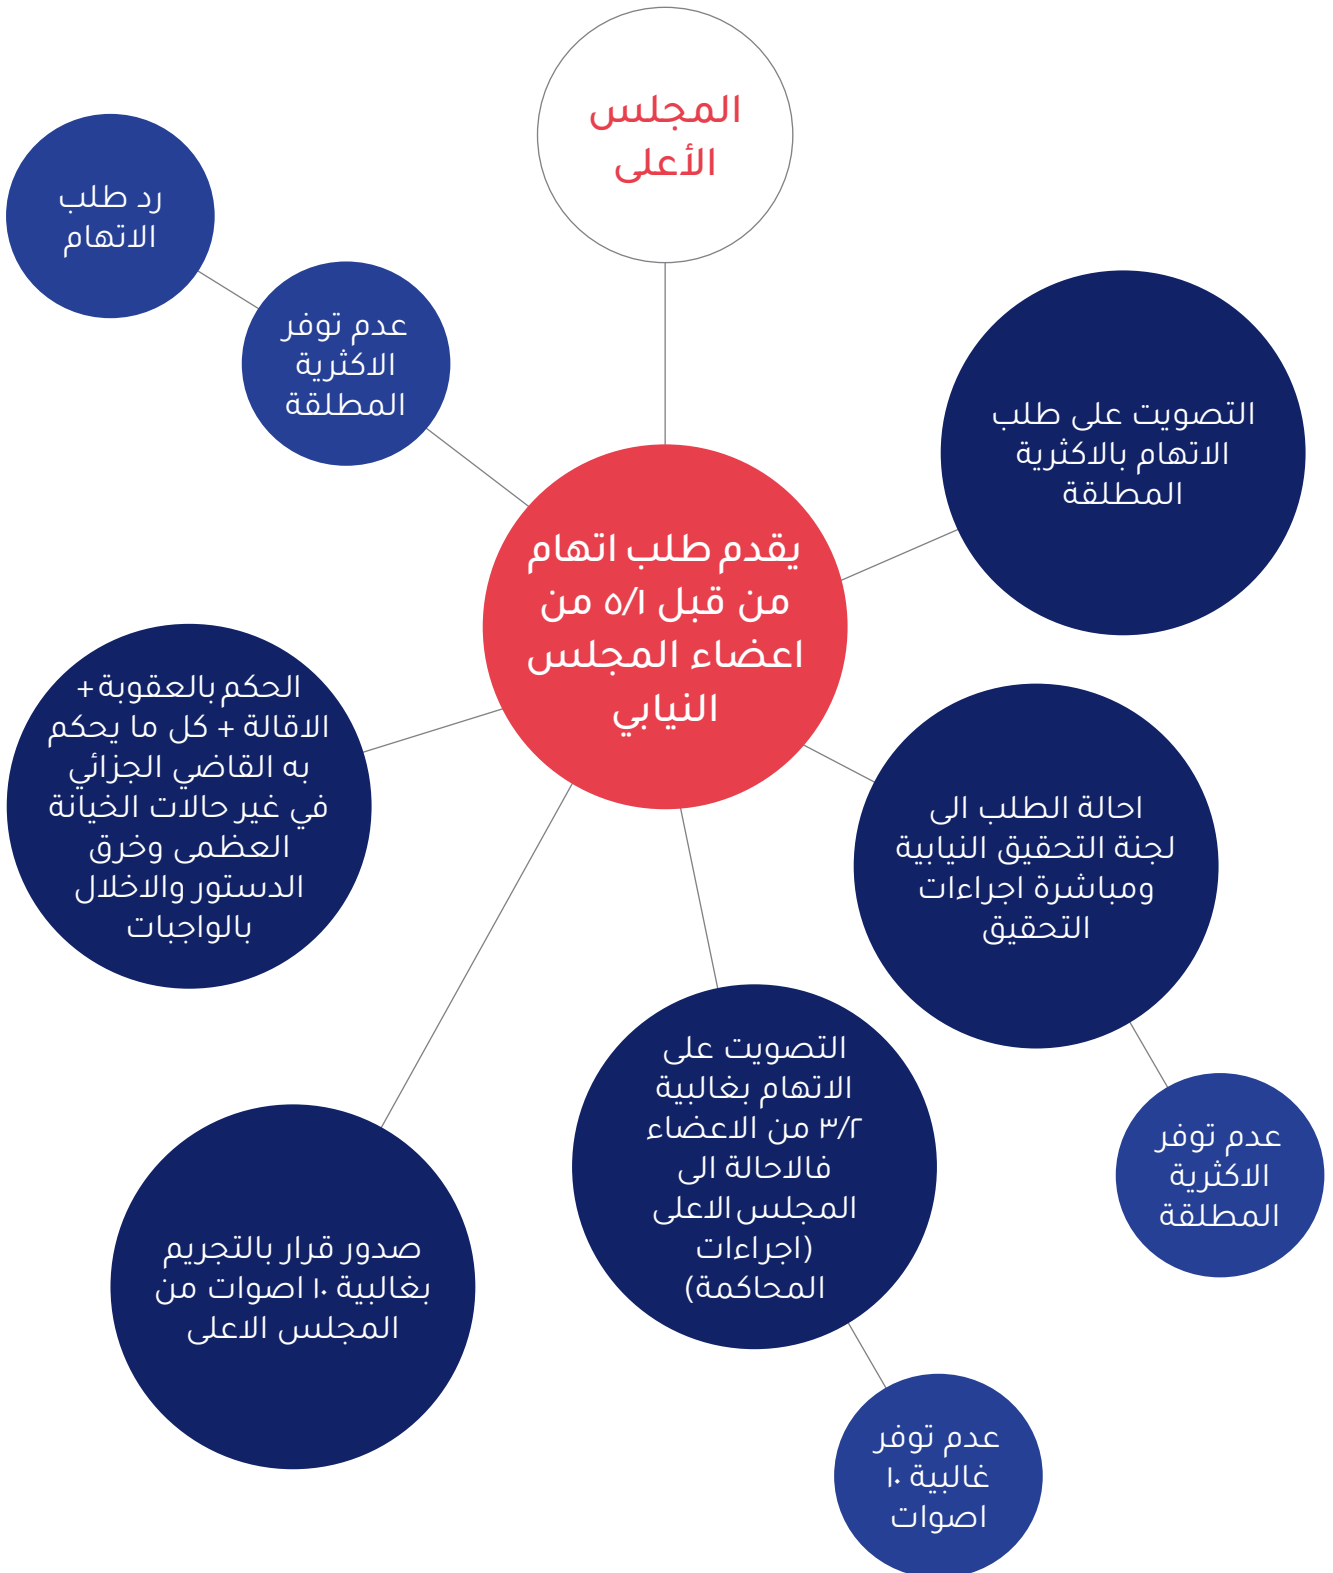 المجلس
الأعلى
رد طلب
الاتهام
عدم توفر
الاكثرية
المطلقة
التصويت على طلب
الاتهام بالاكثرية
المطلقة
يقدم طلب اتهام
من قبل ٥/١ من
اعضاء المجلس
النيابي
الحكم بالعقوبة +
الاقالة + كل ما يحكم
به القاضي الجزائي
في غير حالات الخيانة
العظمى وخرق
الدستور والاخلال
بالواجبات
احالة الطلب الى
لجنة التحقيق النيابية
ومباشرة اجراءات
التحقيق
عدم توفر
الاكثرية
المطلقة
التصويت على
الاتهام بغالبية
٣/٢ من الاعضاء
فالاحالة الى
المجلس الاعلى
(اجراءات
المحاكمة)
صدور قرار بالتجريم
بغالبية ١٠ اصوات من
المجلس الاعلى
عدم توفر
غالبية ١٠
اصوات